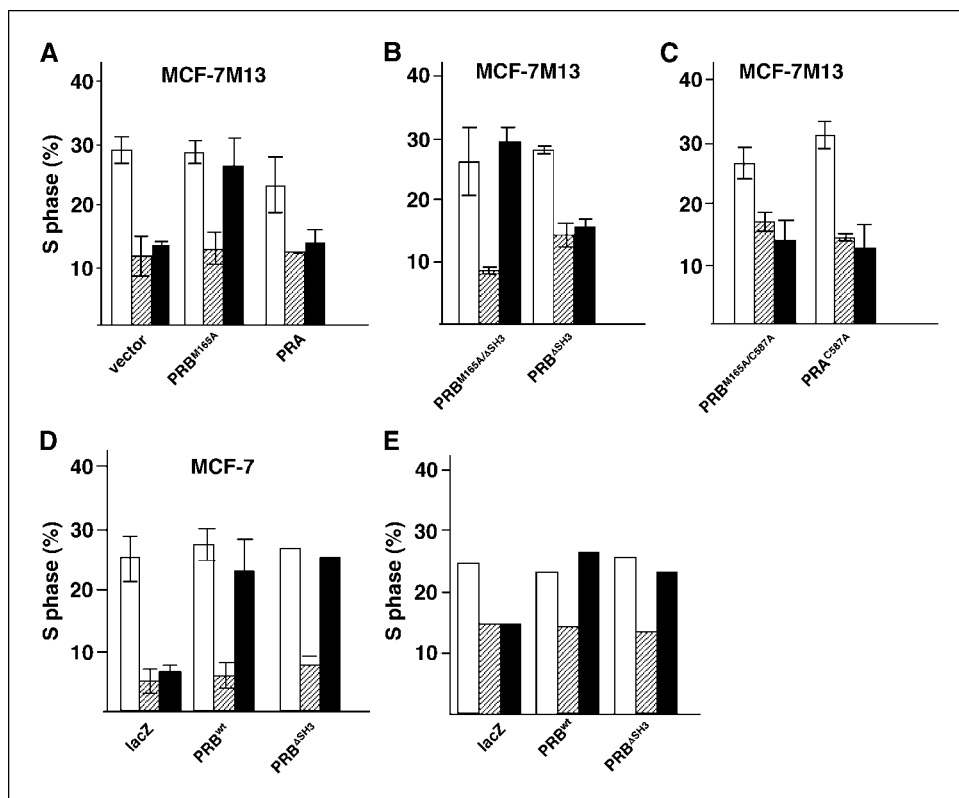 A
MCF-7M13
S phase (%)
40
30
20
10
vector
PRB^M165A
PRA
B
MCF-7M13
40
30
20
10
PRB^M165A/ΔSH3
PRB^ΔSH3
C
MCF-7M13
40
30
20
10
PRB^M165A/C587A
PRA^C587A
D
MCF-7
S phase (%)
40
30
20
10
lacZ
PRB^wt
PRB^ΔSH3
E
S phase (%)
40
30
20
10
lacZ
PRB^wt
PRB^ΔSH3